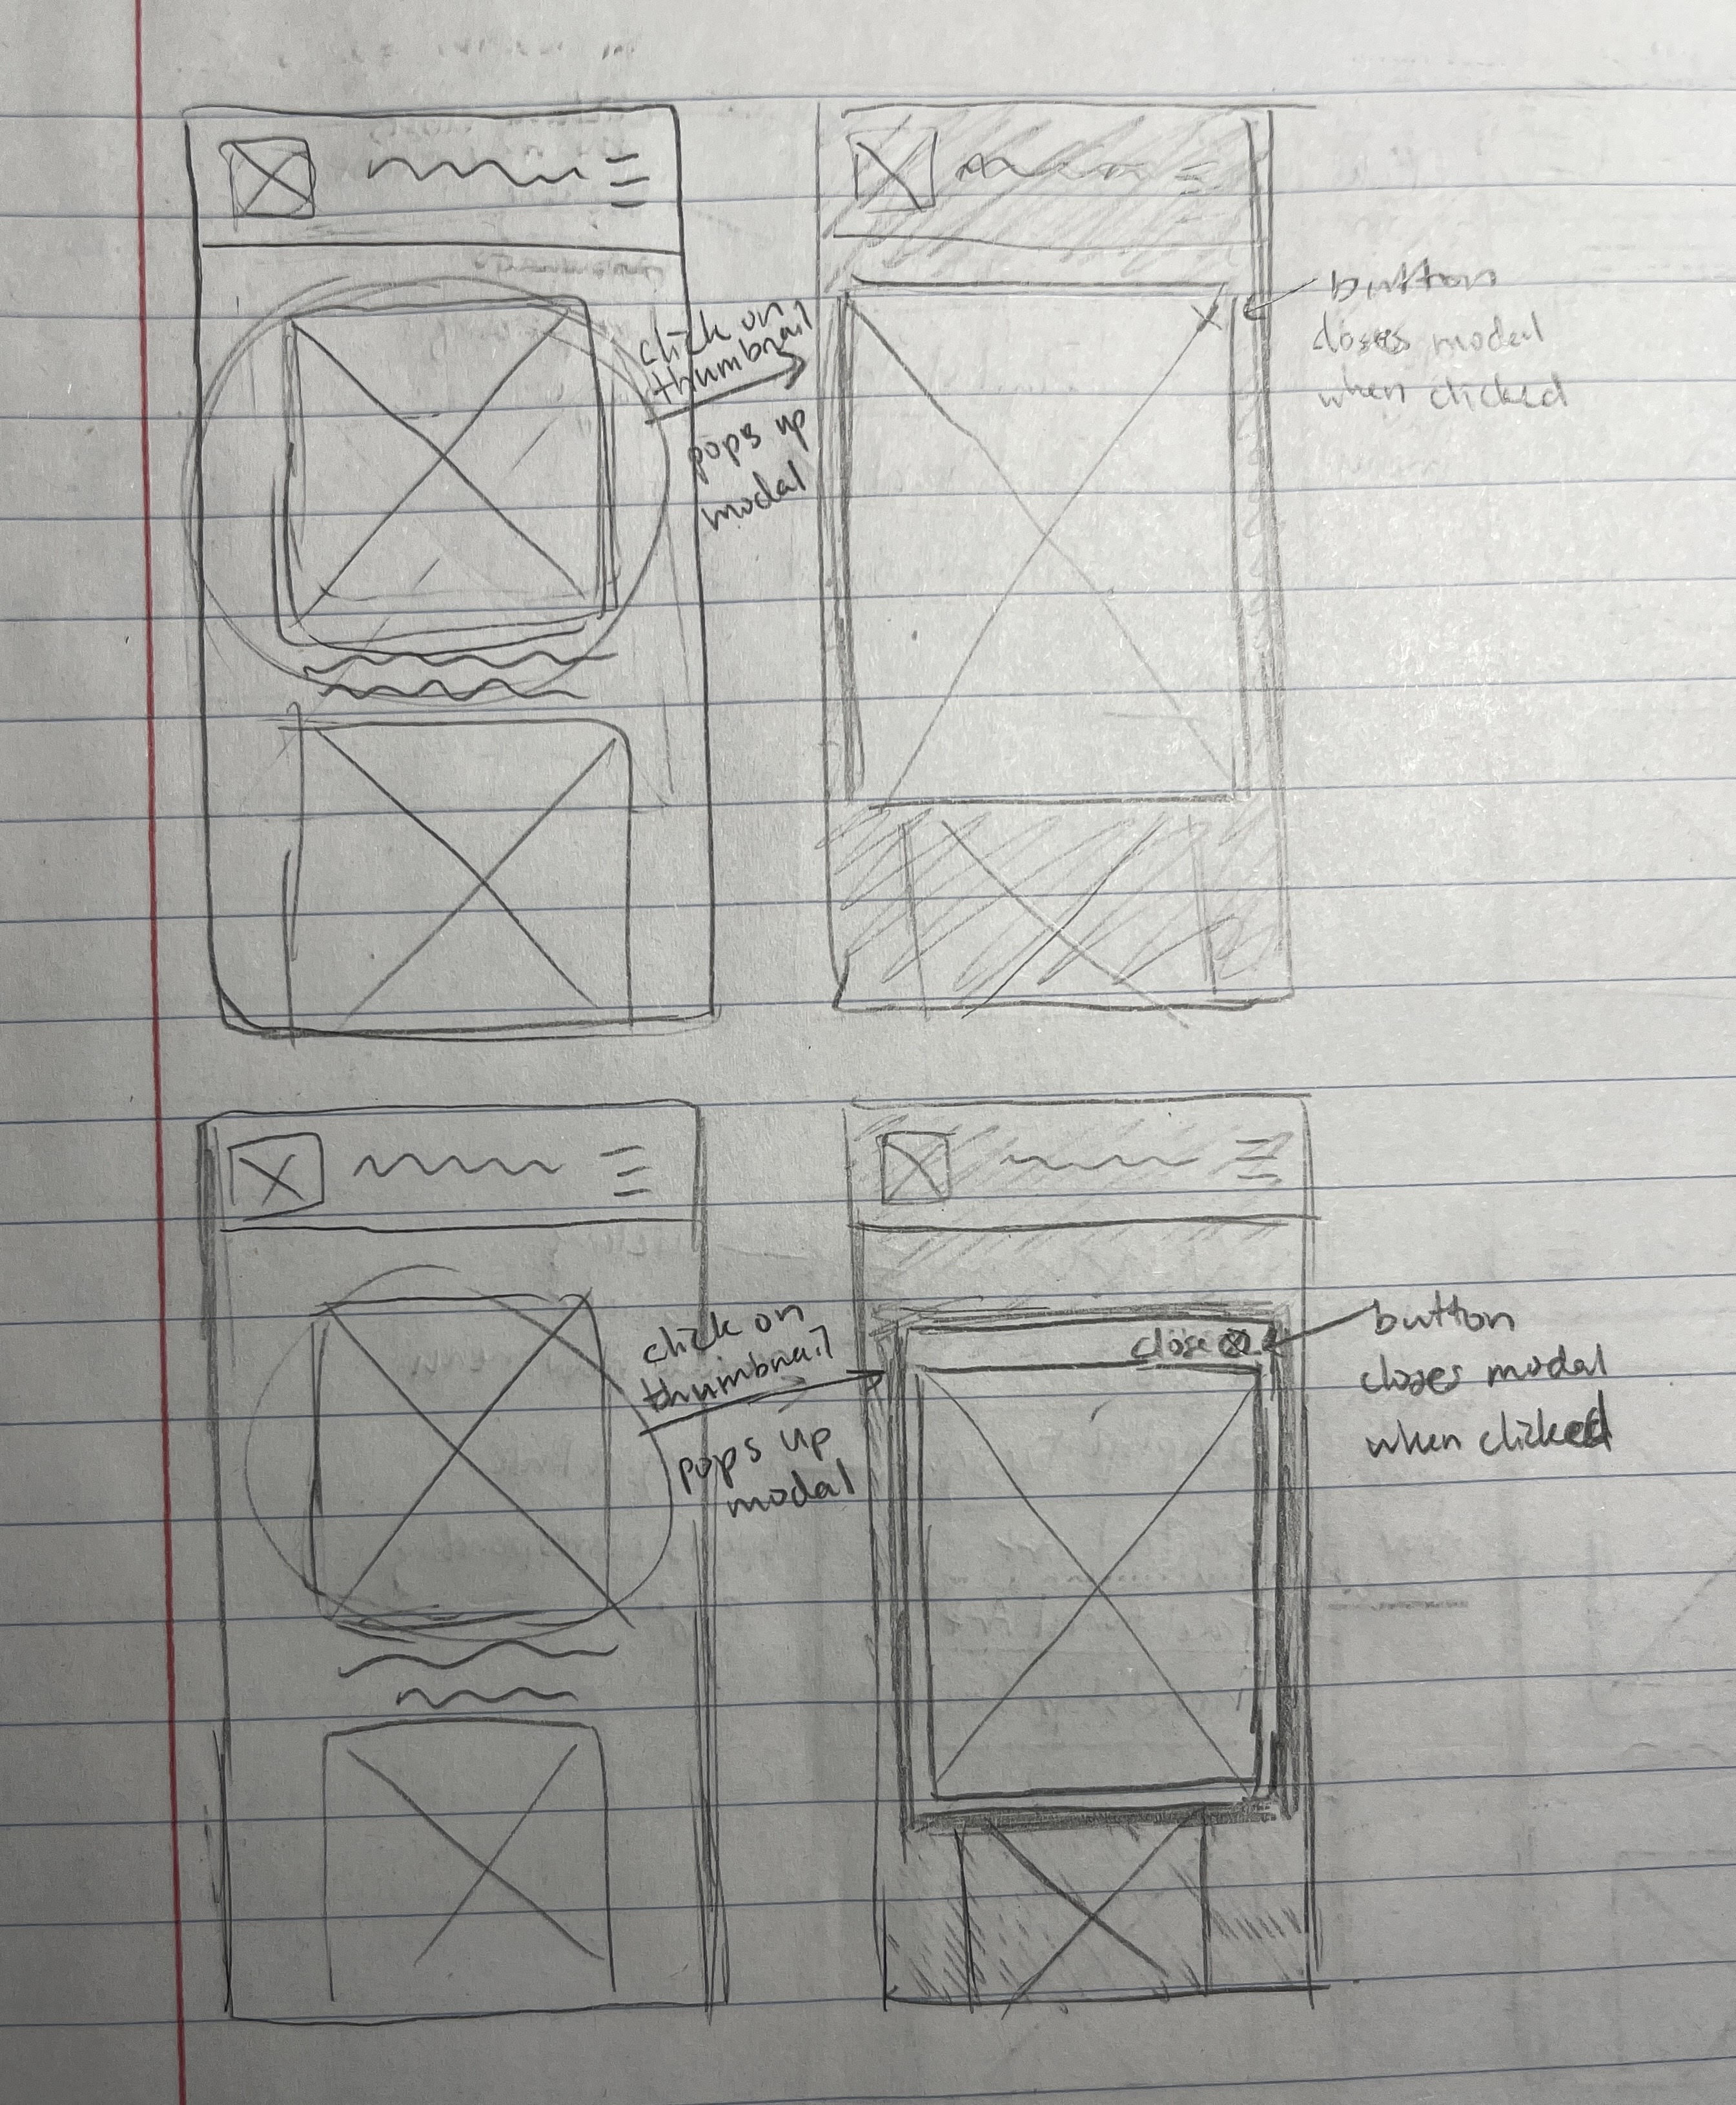 click on
thumbnail
pops up
modal
button
closes modal
when clicked
click on
thumbnail
pops up
modal
close
button
closes modal
when clicked